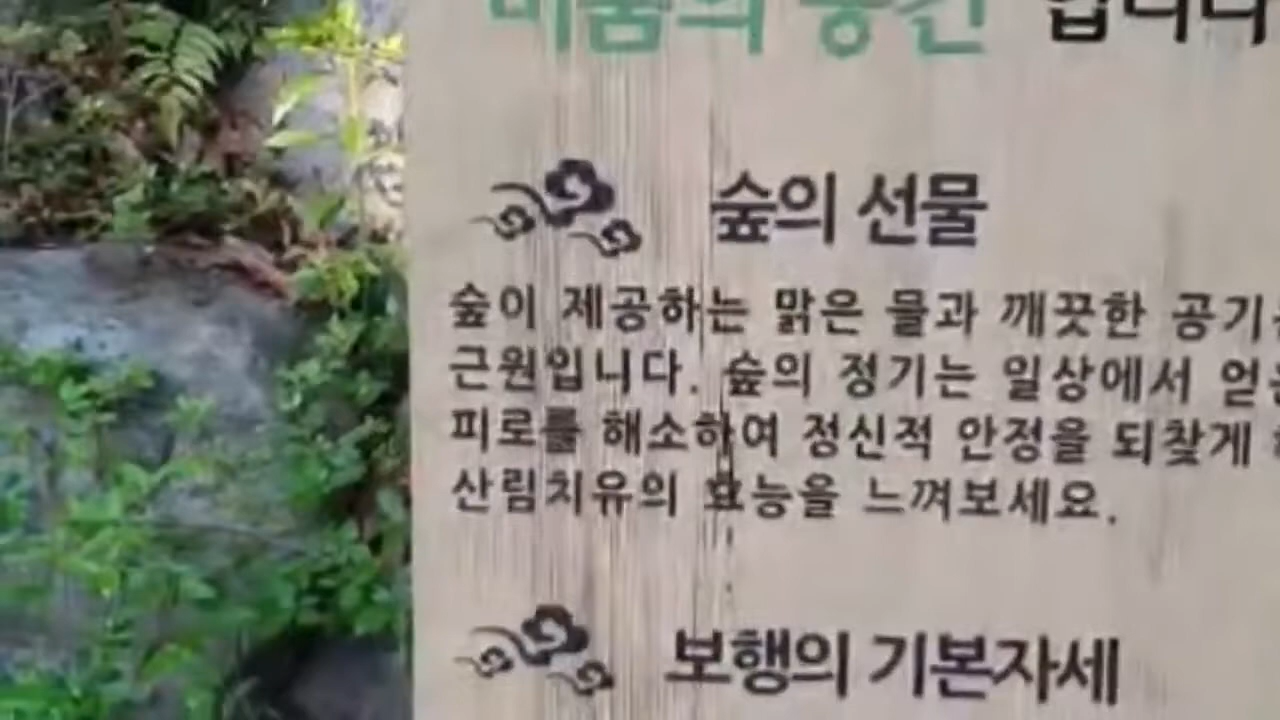 비움의 공간 입니다
숲의 선물
숲이 제공하는 맑은 물과 깨끗한 공기
근원입니다. 숲의 정기는 일상에서 얻은
피로를 해소하여 정신적 안정을 되찾게
산림치유의 효능을 느껴보세요.
보행의 기본자세